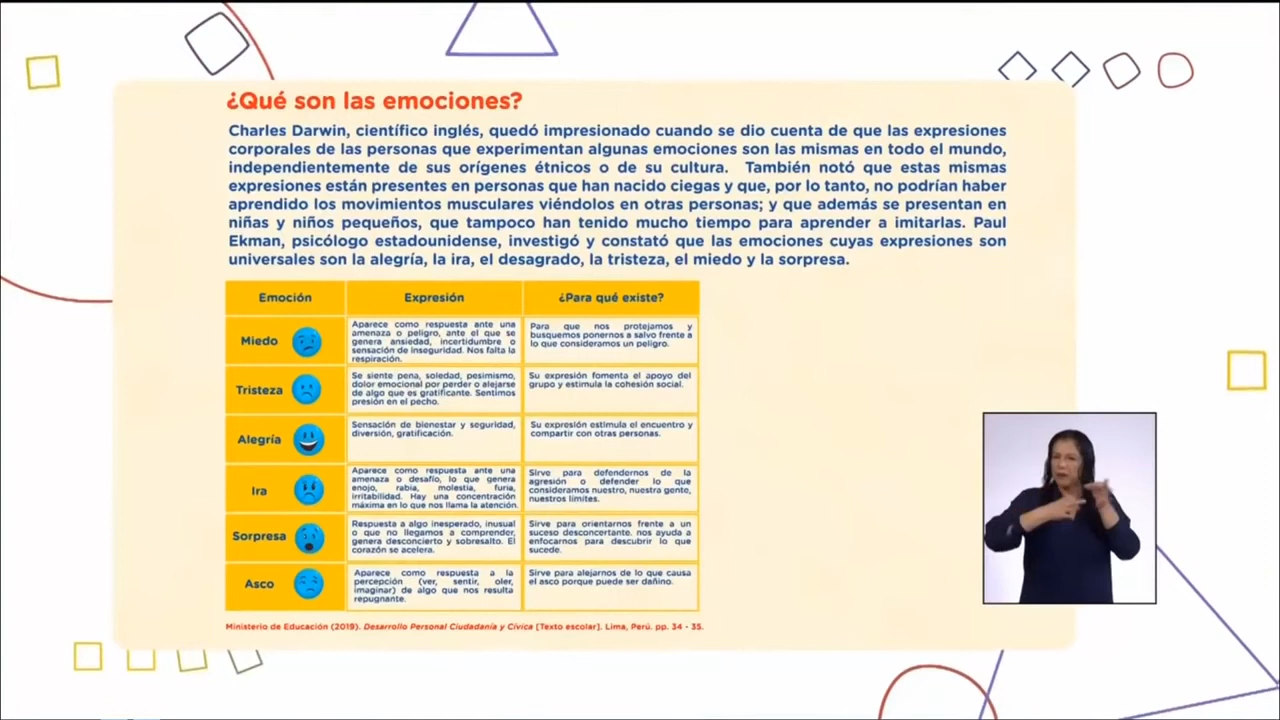 ¿Qué son las emociones?
Charles Darwin, científico inglés, quedó impresionado cuando se dio cuenta de que las expresiones
corporales de las personas que experimentan algunas emociones son las mismas en todo el mundo,
independientemente de sus orígenes étnicos o de su cultura. También notó que estas mismas
expresiones están presentes en personas que han nacido ciegas y que, por lo tanto, no podrían haber
aprendido los movimientos musculares viéndolos en otras personas; y que además se presentan en
niñas y niños pequeños, que tampoco han tenido mucho tiempo para aprender a imitarlas. Paul
Ekman, psicólogo estadounidense, investigó y constató que las emociones cuyas expresiones son
universales son la alegría, la ira, el desagrado, la tristeza, el miedo y la sorpresa.
Emoción
Expresión
¿Para qué existe?
Miedo
Aparece como respuesta ante una
amenaza o peligro, ante el que se
genera ansiedad, incertidumbre o
sensación de inseguridad. Nos falta la
respiración.
Para que nos protejamos y
busquemos ponernos a salvo frente a
lo que consideramos un peligro.
Tristeza
Se siente pena, soledad, pesimismo,
dolor emocional por perder o alejarse
de algo que es gratificante. Sentimos
presión en el pecho.
Su expresión fomenta el apoyo del
grupo y estimula la cohesión social.
Alegría
Sensación de bienestar y seguridad,
diversión, gratificación.
Su expresión estimula el encuentro y
compartir con otras personas.
Ira
Aparece como respuesta ante una
amenaza o desafío, lo que genera
enojo, rabia, molestia, furia,
irritabilidad. Hay una concentración
máxima en lo que nos llama la atención.
Sirve para defendernos de la
agresión o defender lo que
consideramos nuestro, nuestra gente,
nuestros límites.
Sorpresa
Respuesta a algo inesperado, inusual
o que no llegamos a comprender,
genera desconcierto y sobresalto. El
corazón se acelera.
Sirve para orientarnos frente a un
suceso desconcertante. nos ayuda a
enfocarnos para descubrir lo que
sucede.
Asco
Aparece como respuesta a la
percepción (ver, sentir, oler,
imaginar) de algo que nos resulta
repugnante.
Sirve para alejarnos de lo que causa
el asco porque puede ser dañino.
Ministerio de Educación (2019). Desarrollo Personal Ciudadanía y Cívica [Texto escolar]. Lima, Perú. pp. 34 - 35.